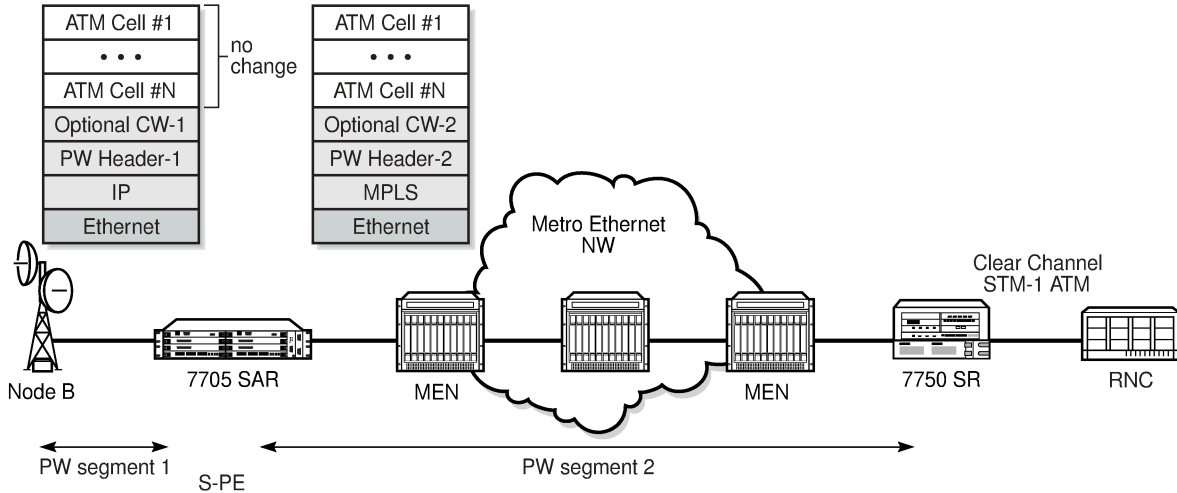 ATM Cell #1
• • •
ATM Cell #N
Optional CW-1
PW Header-1
IP
Ethernet
no
change
ATM Cell #1
• • •
ATM Cell #N
Optional CW-2
PW Header-2
MPLS
Ethernet
Metro Ethernet
NW
Clear Channel
STM-1 ATM
Node B
7705 SAR
MEN
MEN
7750 SR
RNC
PW segment 1
S-PE
PW segment 2